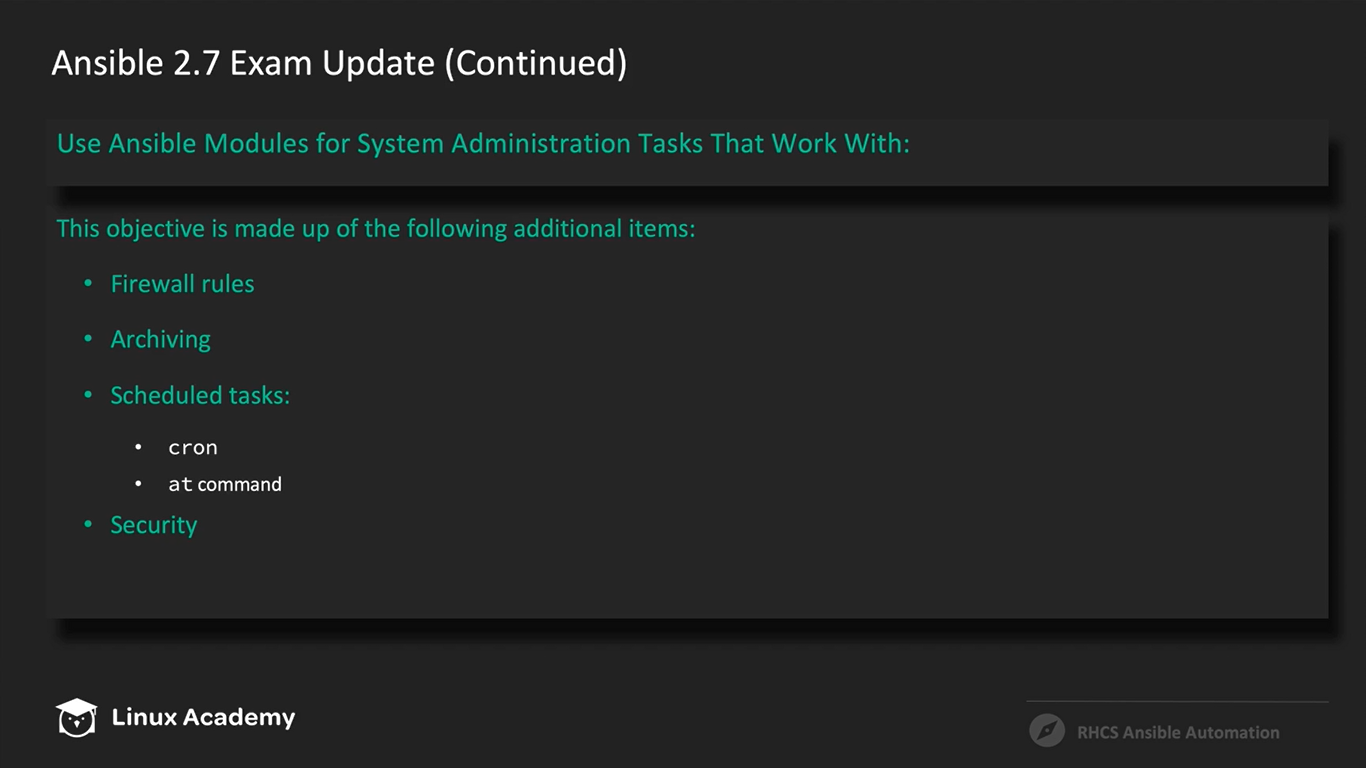 Ansible 2.7 Exam Update (Continued)
Use Ansible Modules for System Administration Tasks That Work With:
This objective is made up of the following additional items:
• Firewall rules
• Archiving
• Scheduled tasks:
• cron
• at command
• Security
Linux Academy
RHCS Ansible Automation